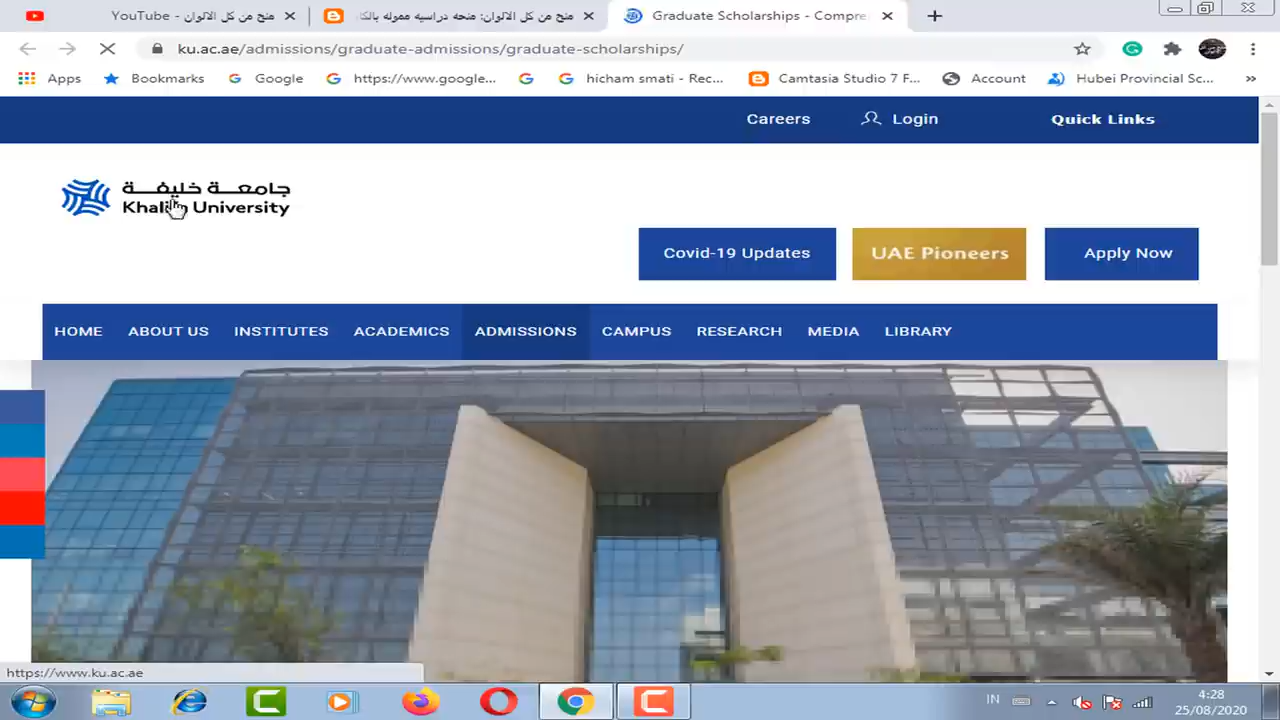 منح من كل الالوان - YouTube
منح من كل الالوان: منحه دراسيه مموله بالكا
Graduate Scholarships - Compre
ku.ac.ae/admissions/graduate-admissions/graduate-scholarships/
Apps Bookmarks Google https://www.google... hicham smati - Rec... Camtasia Studio 7 F... Account Hubei Provincial Sc... »
Careers Login Quick Links
جامعة خليفة
University
Covid-19 Updates UAE Pioneers Apply Now
HOME ABOUT US INSTITUTES ACADEMICS ADMISSIONS CAMPUS RESEARCH MEDIA LIBRARY
https://www.ku.ac.ae
IN 4:28
25/08/2020